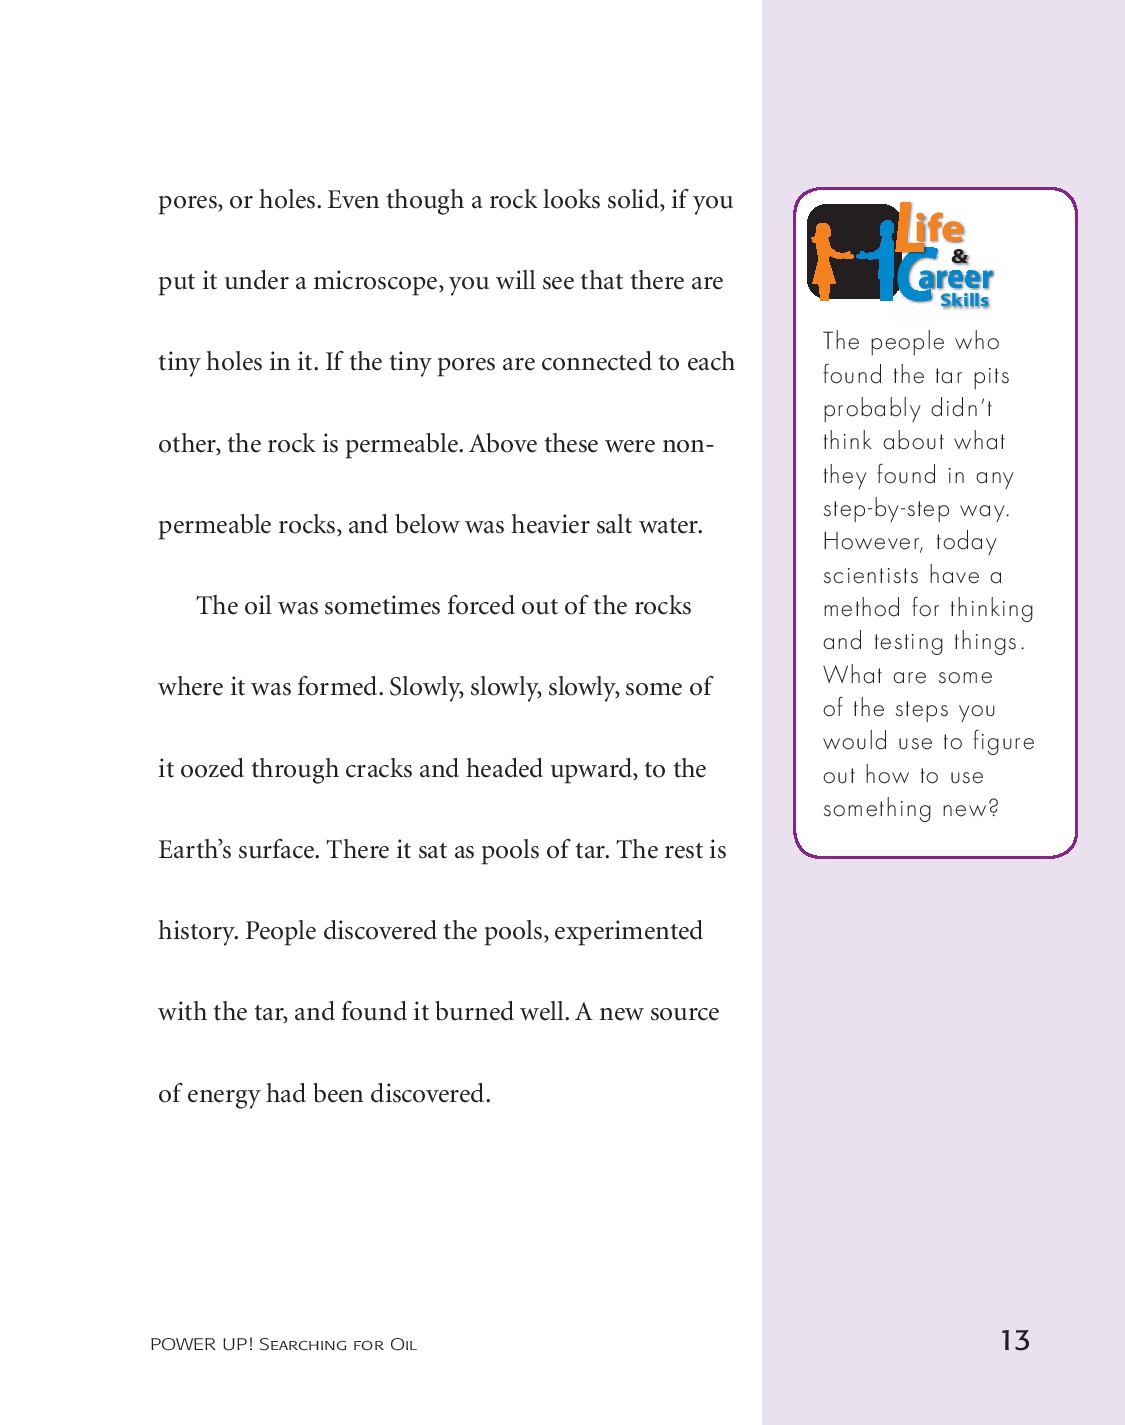 pores, or holes. Even though a rock looks solid, if you
put it under a microscope, you will see that there are
tiny holes in it. If the tiny pores are connected to each
other, the rock is permeable. Above these were non-
permeable rocks, and below was heavier salt water.
The oil was sometimes forced out of the rocks
where it was formed. Slowly, slowly, slowly, some of
it oozed through cracks and headed upward, to the
Earth’s surface. There it sat as pools of tar. The rest is
history. People discovered the pools, experimented
with the tar, and found it burned well. A new source
of energy had been discovered.
Life
&
Career
Skills
The people who
found the tar pits
probably didn’t
think about what
they found in any
step-by-step way.
However, today
scientists have a
method for thinking
and testing things.
What are some
of the steps you
would use to figure
out how to use
something new?
POWER UP! Searching for Oil
13